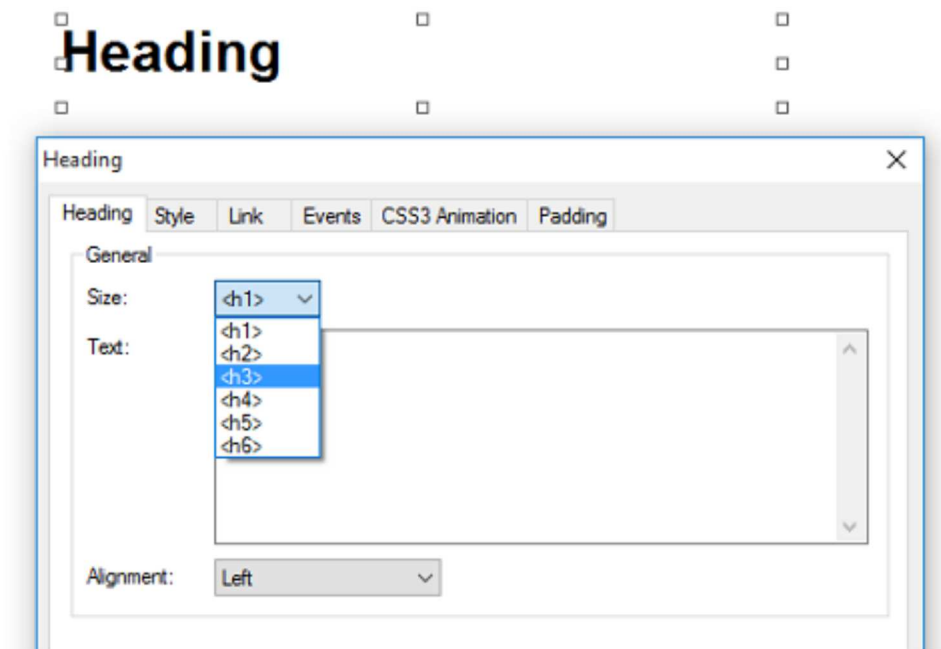 Heading
Heading
Heading Style Link Events CSS3 Animation Padding
General
Size: <h1>
<h1>
Text:
<h2>
<h3>
<h4>
<h5>
<h6>
Alignment: Left